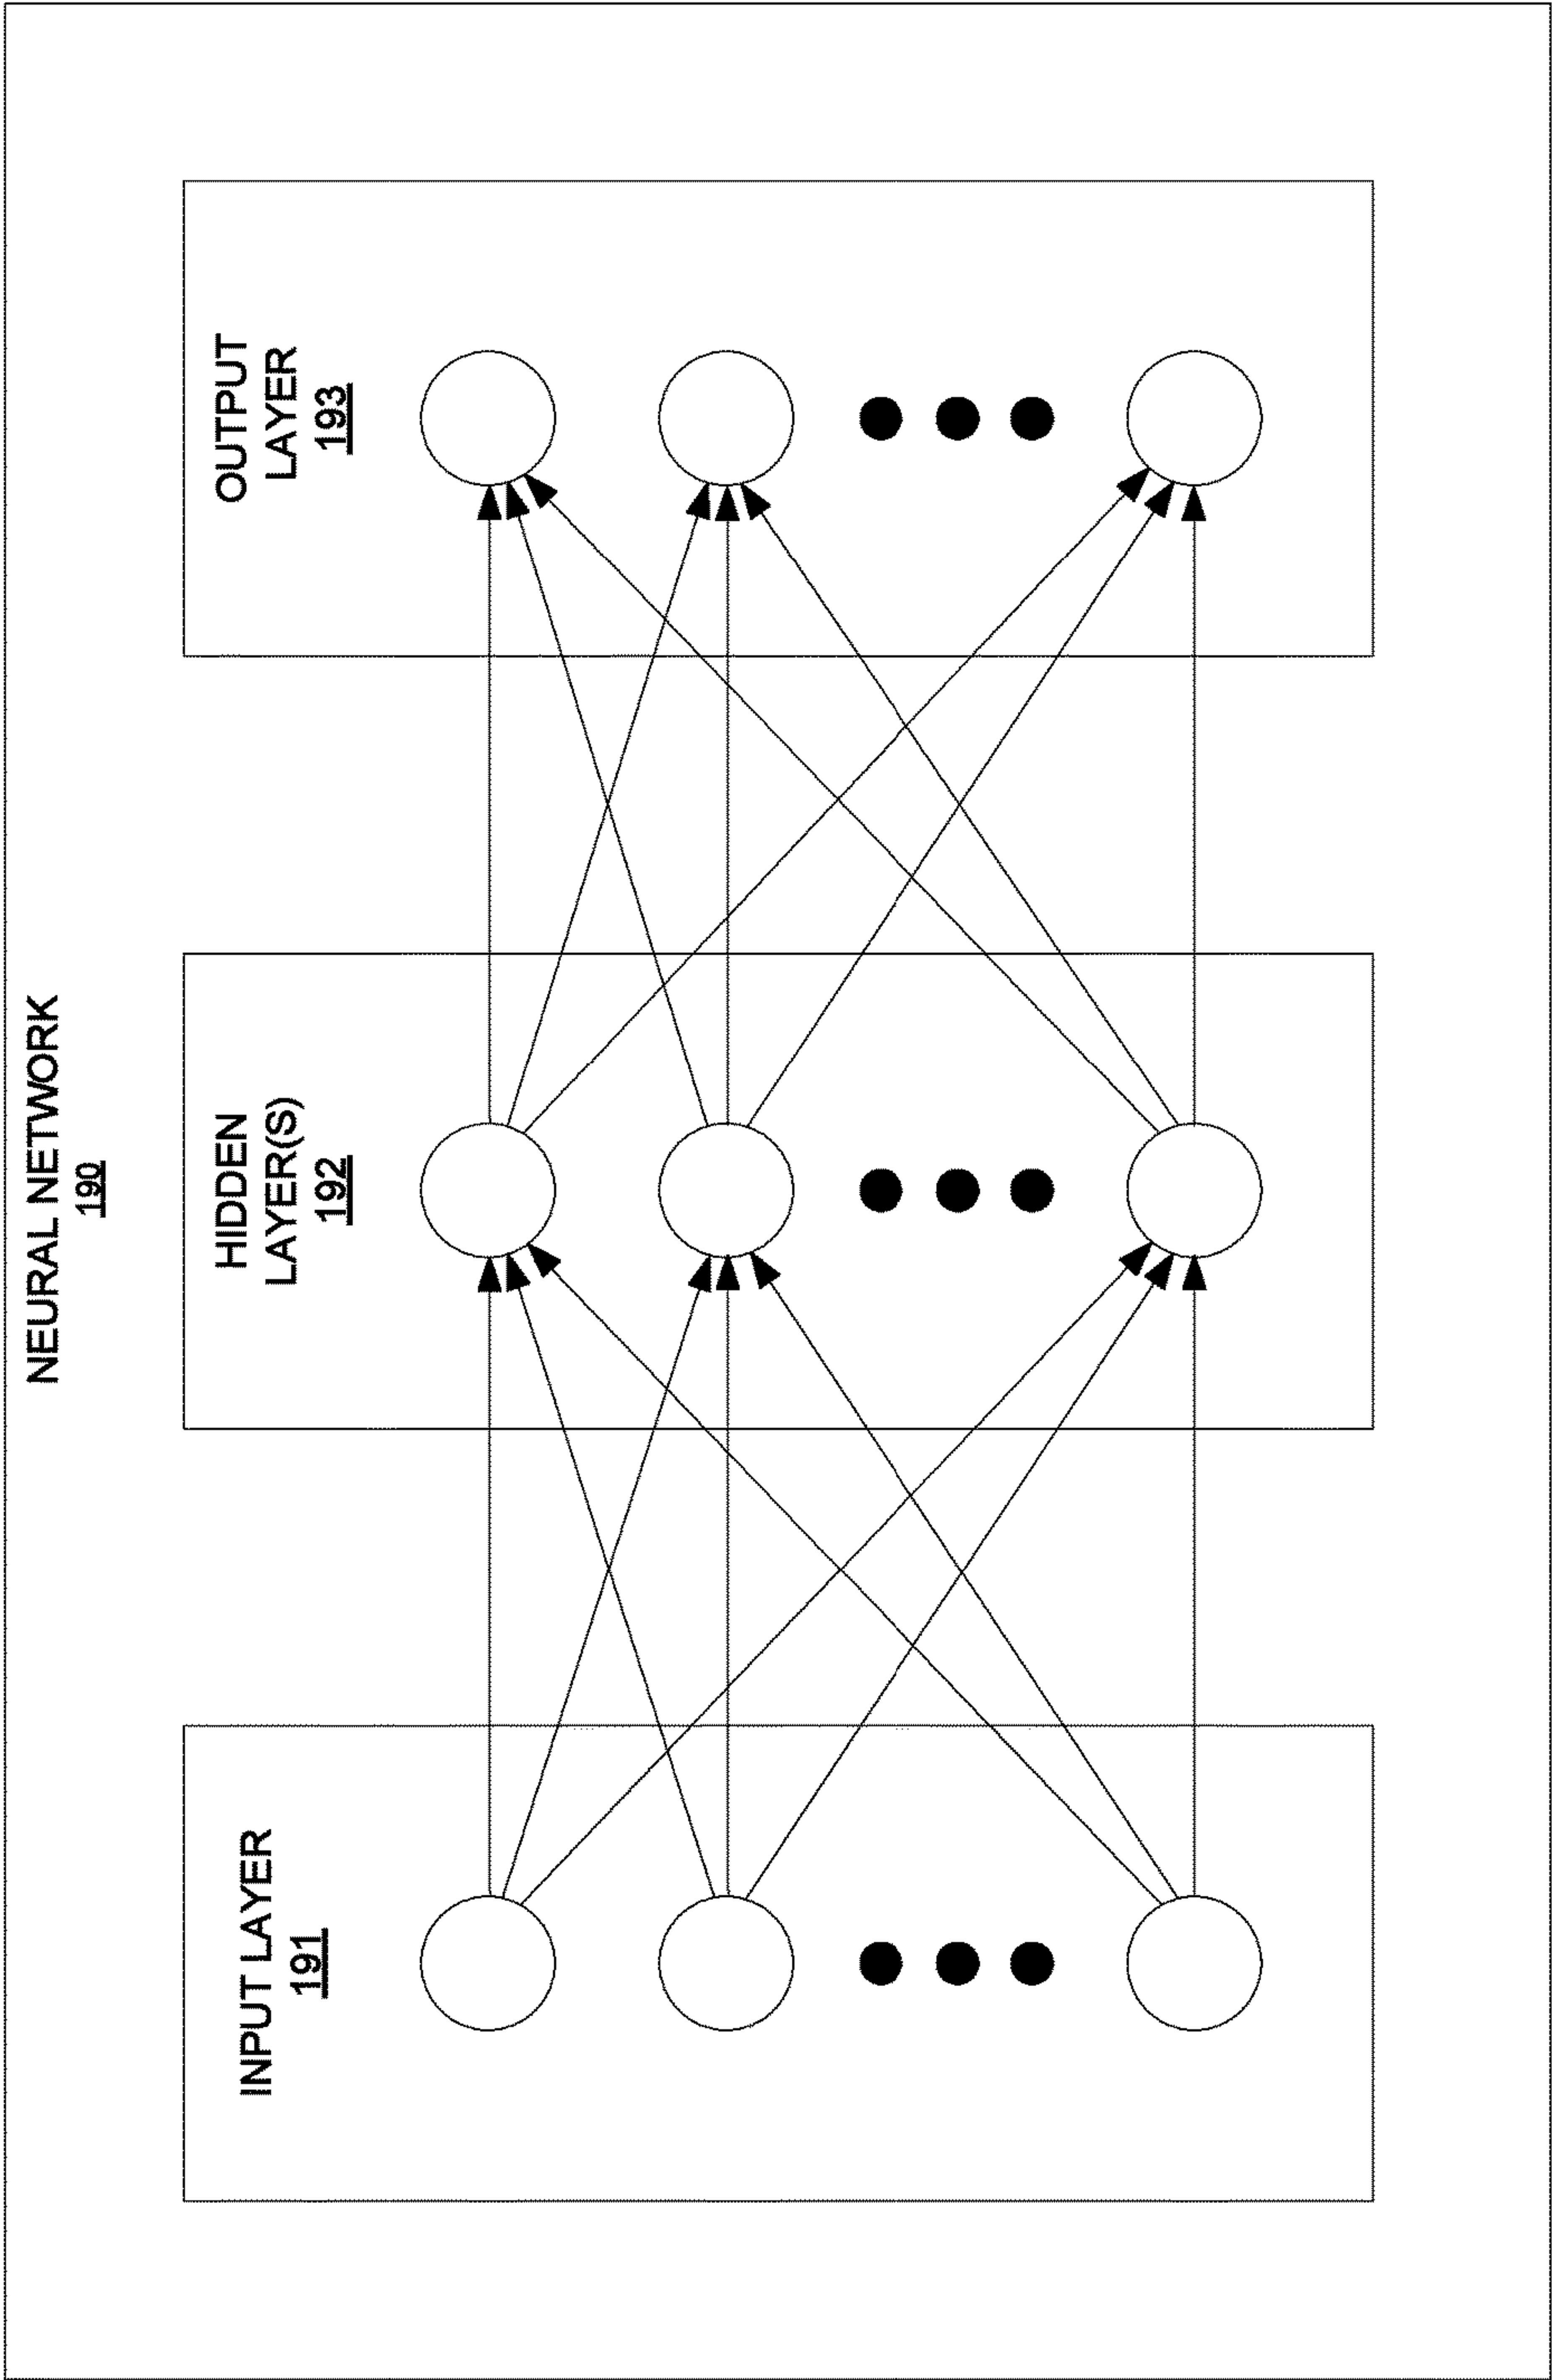 NEURAL NETWORK
190
INPUT LAYER
191
HIDDEN
LAYER(S)
192
OUTPUT
LAYER
193